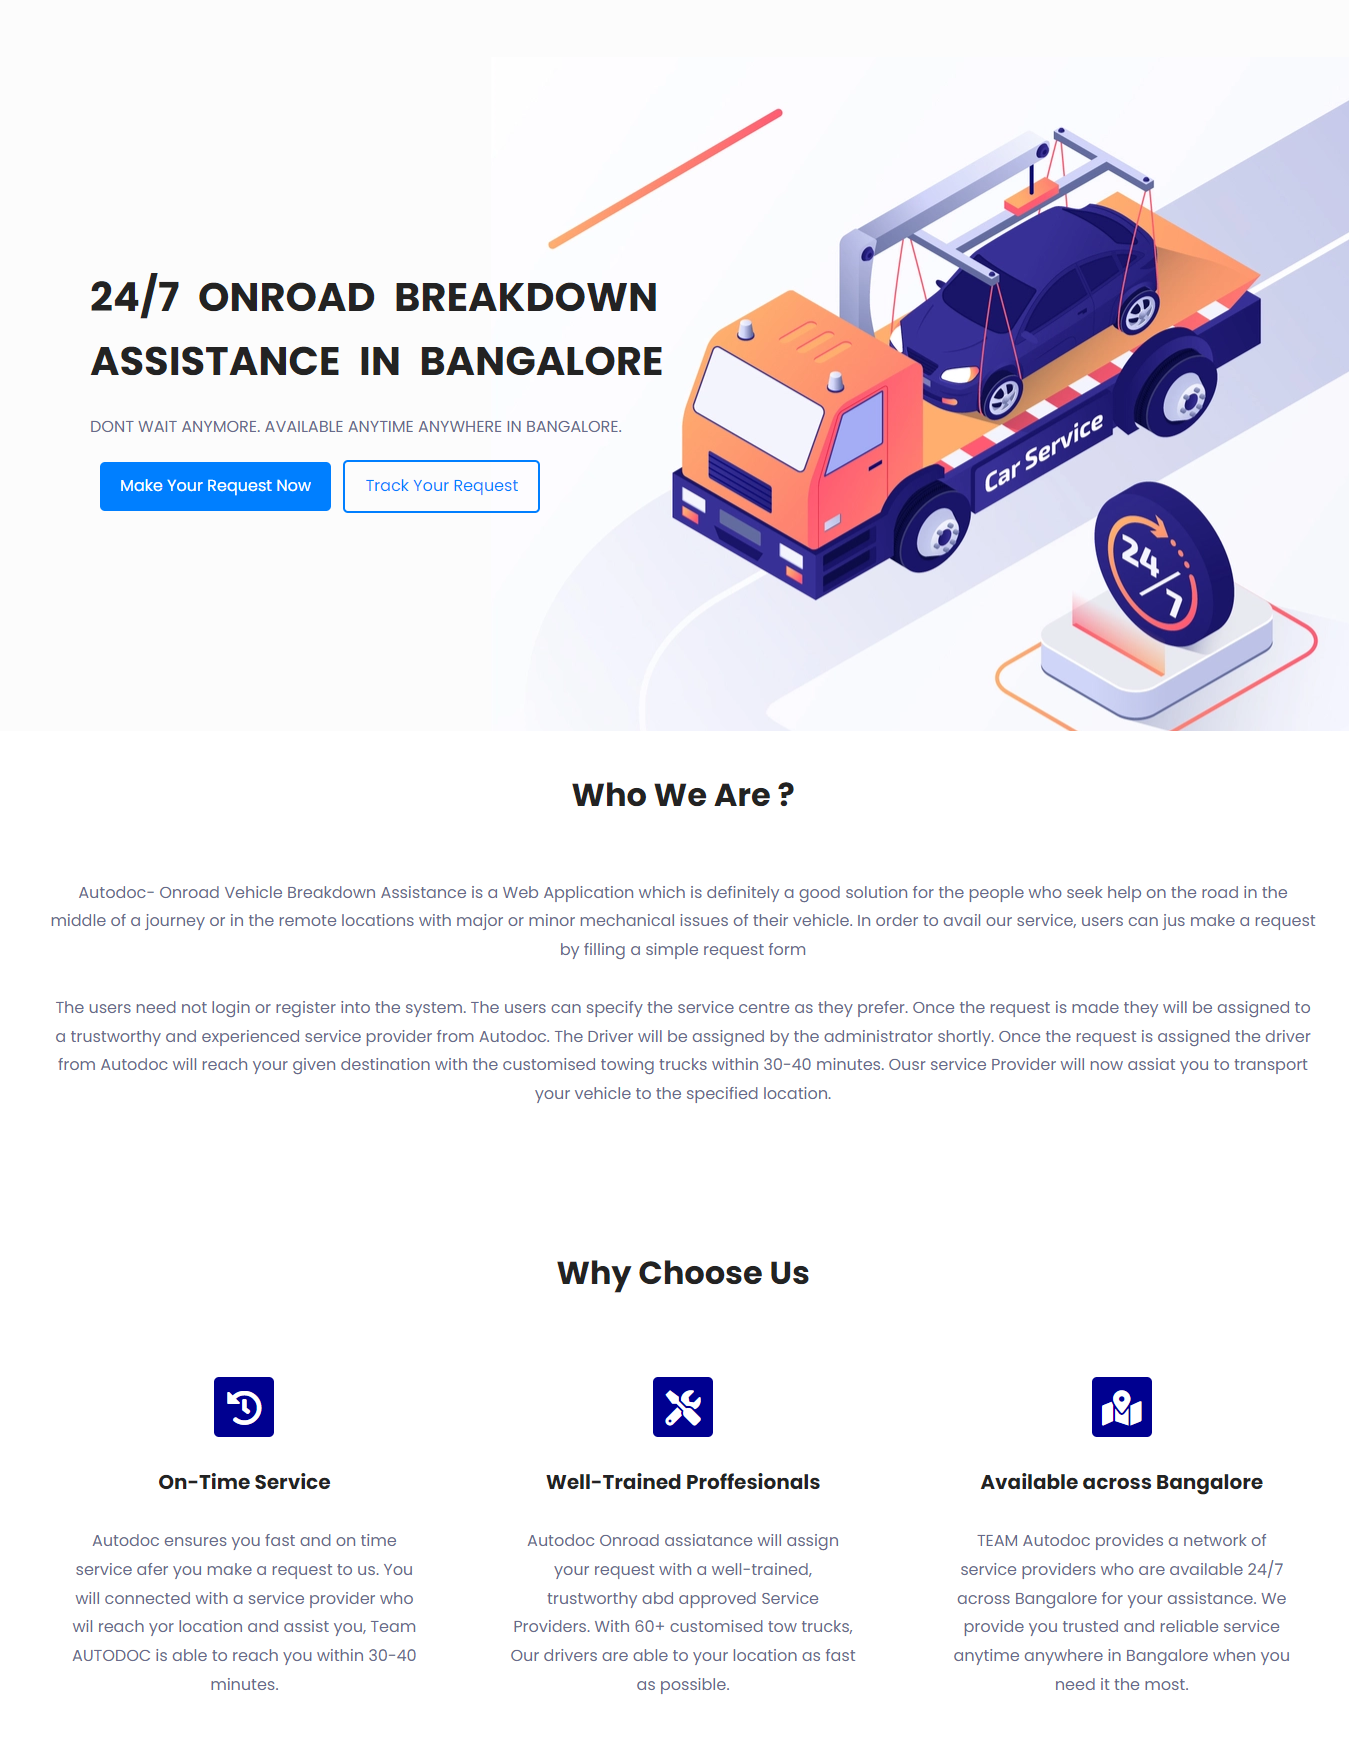 24/7 ONROAD BREAKDOWN
ASSISTANCE IN BANGALORE
DONT WAIT ANYMORE. AVAILABLE ANYTIME ANYWHERE IN BANGALORE.
Make Your Request Now
Track Your Request
Car Service
24
/7
Who We Are ?
Autodoc- Onroad Vehicle Breakdown Assistance is a Web Application which is definitely a good solution for the people who seek help on the road in the
middle of a journey or in the remote locations with major or minor mechanical issues of their vehicle. In order to avail our service, users can jus make a request
by filling a simple request form
The users need not login or register into the system. The users can specify the service centre as they prefer. Once the request is made they will be assigned to
a trustworthy and experienced service provider from Autodoc. The Driver will be assigned by the administrator shortly. Once the request is assigned the driver
from Autodoc will reach your given destination with the customised towing trucks within 30-40 minutes. Ousr service Provider will now assiat you to transport
your vehicle to the specified location.
Why Choose Us
On-Time Service
Autodoc ensures you fast and on time
service afer you make a request to us. You
will connected with a service provider who
wil reach yor location and assist you, Team
AUTODOC is able to reach you within 30-40
minutes.
Well-Trained Proffesionals
Autodoc Onroad assiatance will assign
your request with a well-trained,
trustworthy abd approved Service
Providers. With 60+ customised tow trucks,
Our drivers are able to your location as fast
as possible.
Available across Bangalore
TEAM Autodoc provides a network of
service providers who are available 24/7
across Bangalore for your assistance. We
provide you trusted and reliable service
anytime anywhere in Bangalore when you
need it the most.